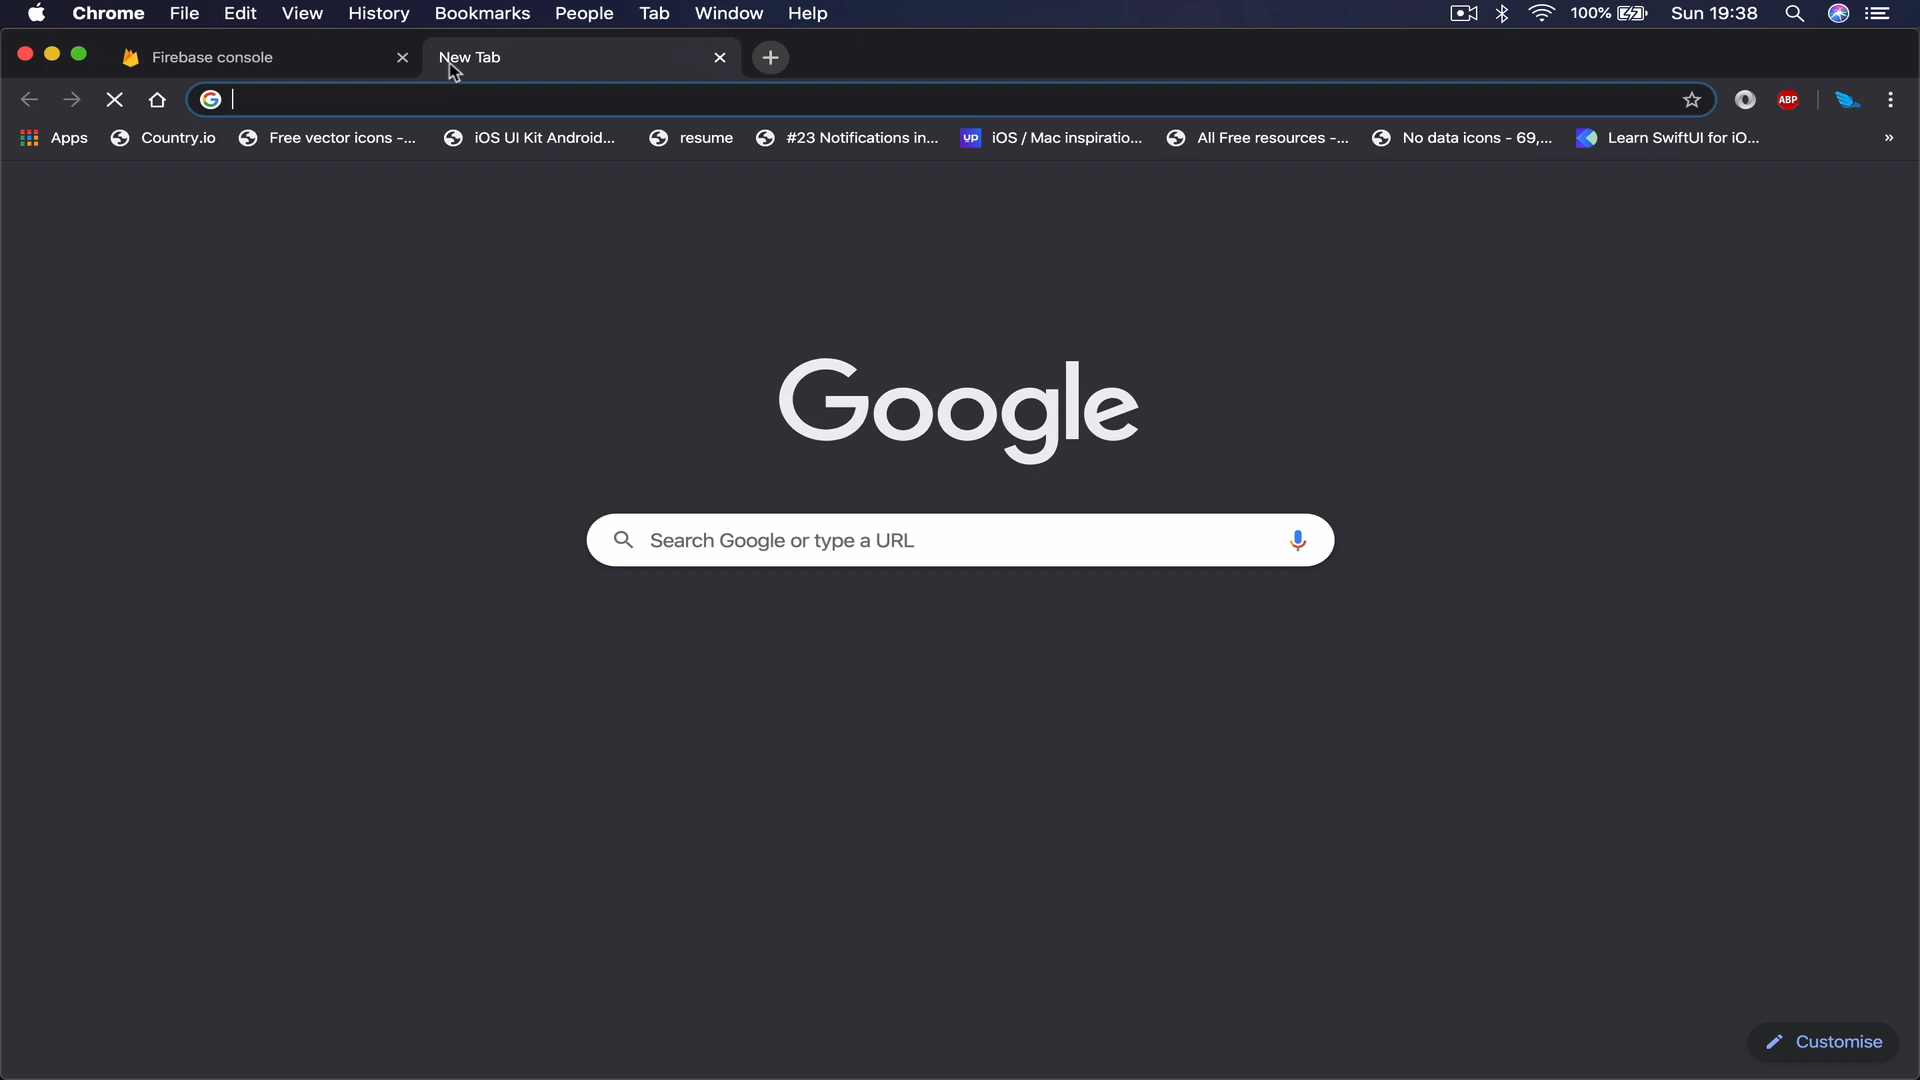 Chrome File Edit View History Bookmarks People Tab Window Help 100% Sun 19:38
Firebase console New Tab
ABP
Apps Country.io Free vector icons -... iOS UI Kit Android... resume #23 Notifications in... UP iOS / Mac inspiratio... All Free resources -... No data icons - 69,... Learn SwiftUI for iO... »
Google
Search Google or type a URL
Customise